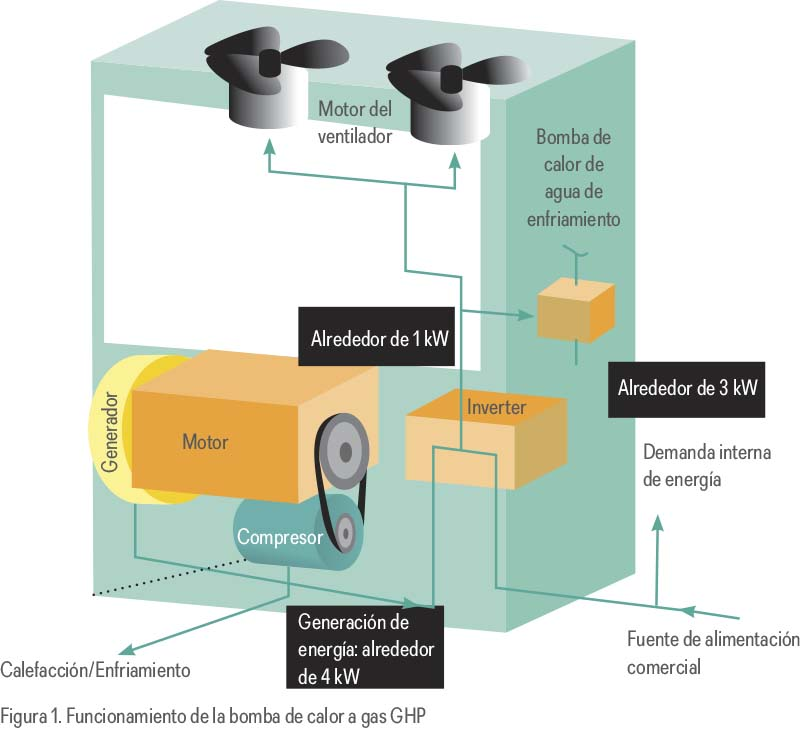 Motor del
ventilador
Bomba de
calor de
agua de
enfriamiento
Alrededor de 1 kW
Alrededor de 3 kW
Generador
Motor
Inverter
Compresor
Demanda interna
de energía
Generación de
energía: alrededor
de 4 kW
Fuente de alimentación
comercial
Calefacción/Enfriamiento
Figura 1. Funcionamiento de la bomba de calor a gas GHP